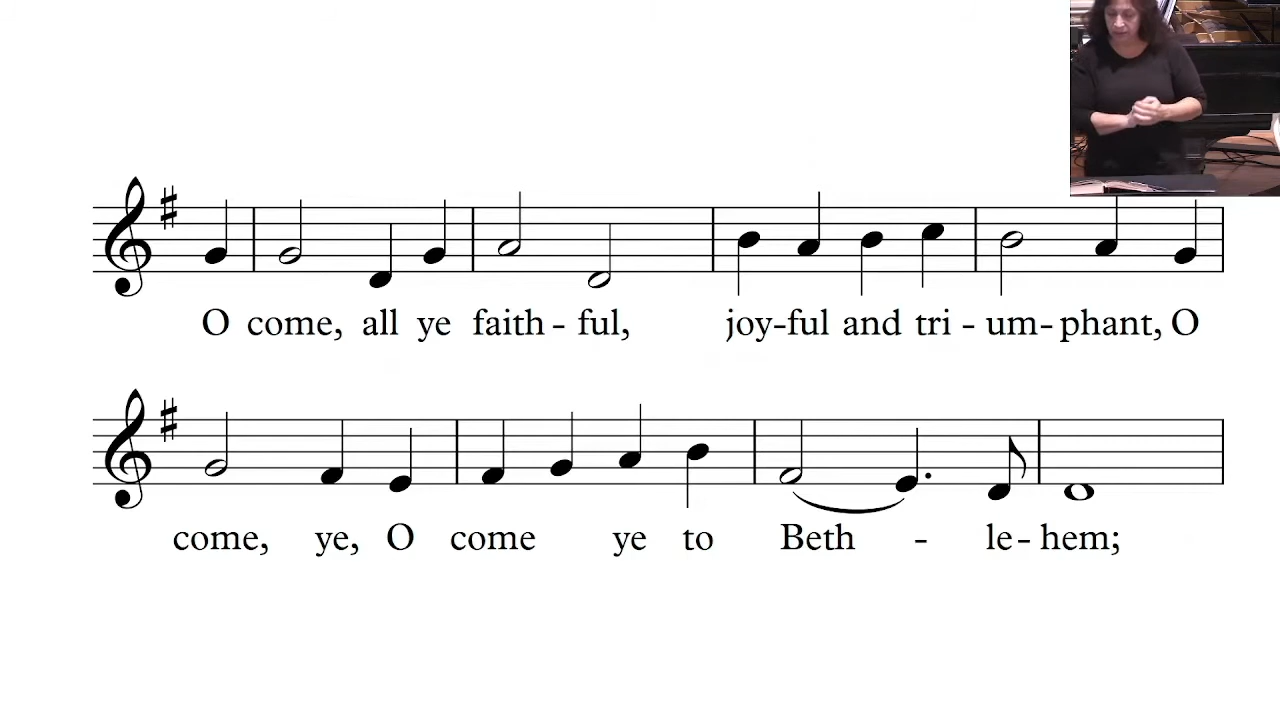 O come, all ye faith - ful, joy-ful and tri - um- phant, O
come, ye, O come ye to Beth - le- hem;